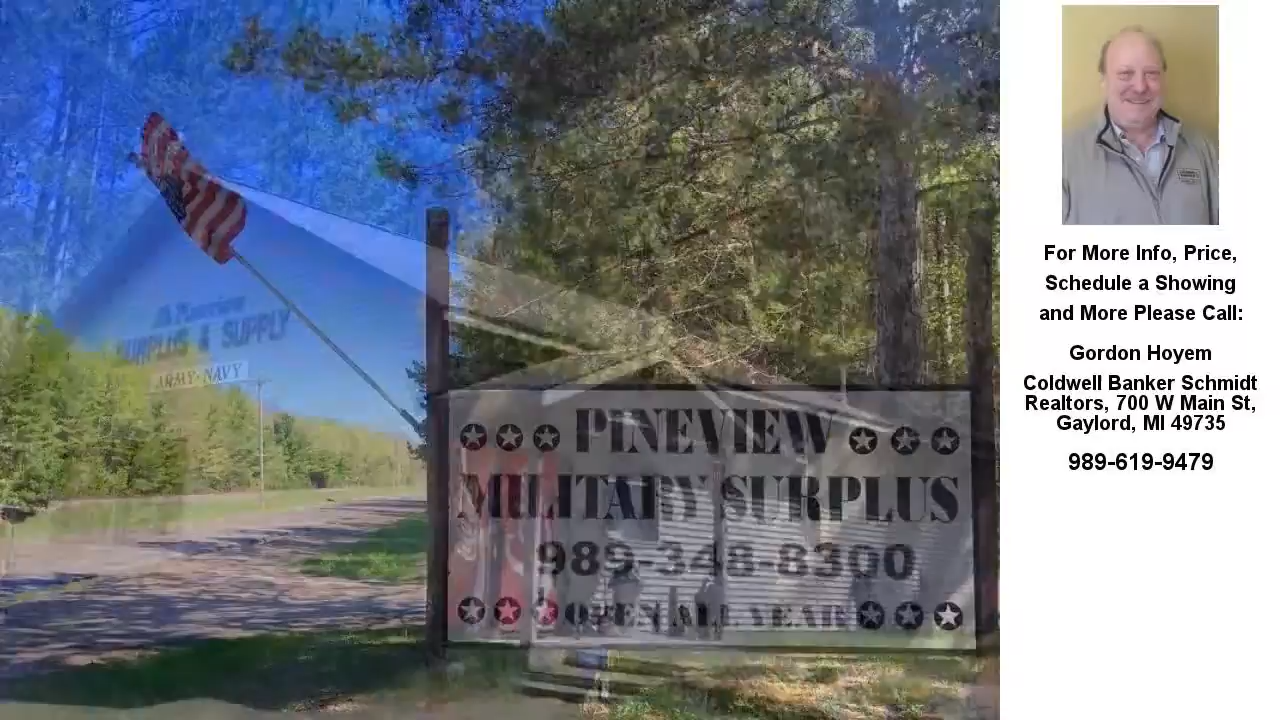 Pineview
SURPLUS & SUPPLY
ARMY-NAVY
PINEVIEW
MILITARY SURPLUS
989-348-8300
OPEN ALL YEAR
For More Info, Price,
Schedule a Showing
and More Please Call:
Gordon Hoyem
Coldwell Banker Schmidt
Realtors, 700 W Main St,
Gaylord, MI 49735
989-619-9479